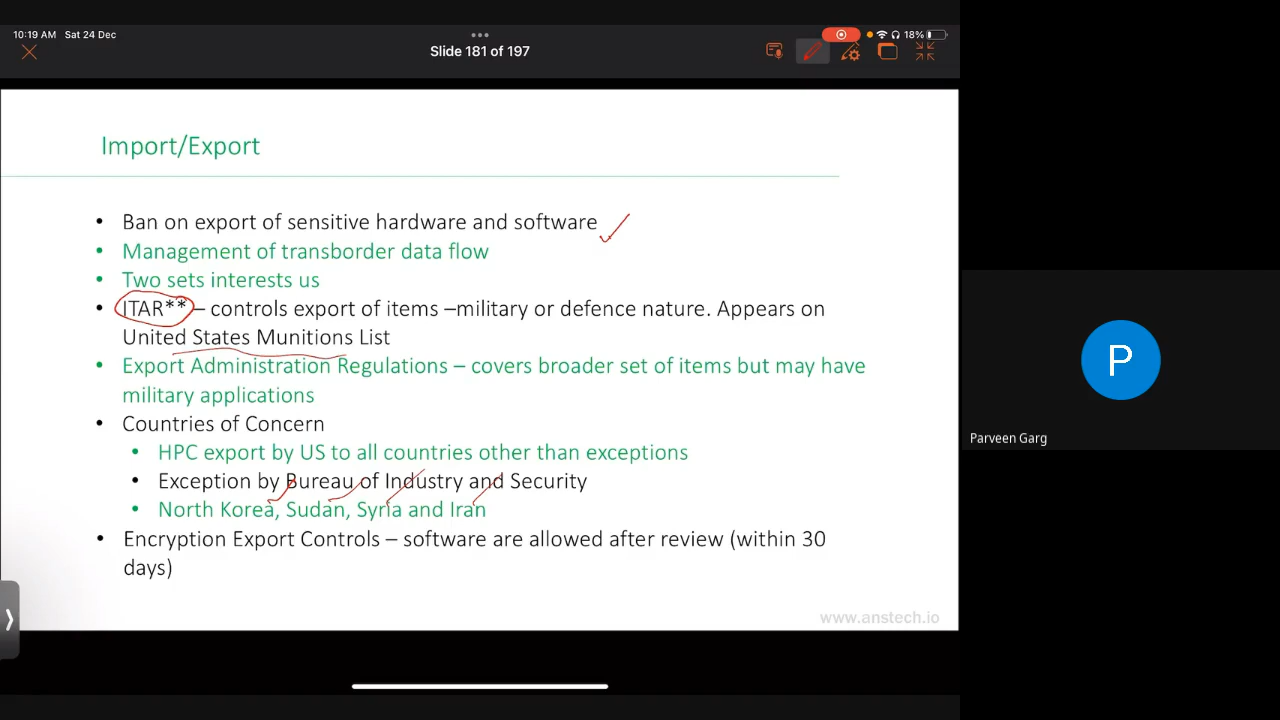 10:19 AM Sat 24 Dec
18%
Slide 181 of 197
Import/Export
• Ban on export of sensitive hardware and software
• Management of transborder data flow
• Two sets interests us
• ITAR** – controls export of items –military or defence nature. Appears on
United States Munitions List
• Export Administration Regulations – covers broader set of items but may have
military applications
• Countries of Concern
• HPC export by US to all countries other than exceptions
• Exception by Bureau of Industry and Security
• North Korea, Sudan, Syria and Iran
• Encryption Export Controls – software are allowed after review (within 30
days)
www.anstech.io
P
Parveen Garg